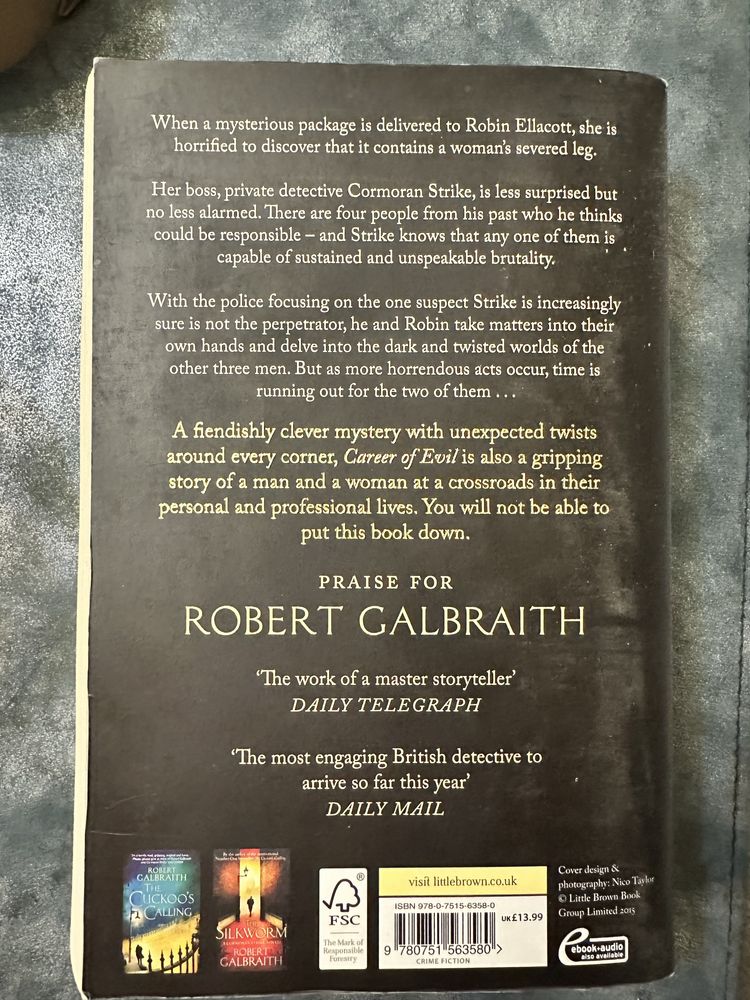 When a mysterious package is delivered to Robin Ellacott, she is
horrified to discover that it contains a woman's severed leg.
Her boss, private detective Cormoran Strike, is less surprised but
no less alarmed. There are four people from his past who he thinks
could be responsible – and Strike knows that any one of them is
capable of sustained and unspeakable brutality.
With the police focusing on the one suspect Strike is increasingly
sure is not the perpetrator, he and Robin take matters into their
own hands and delve into the dark and twisted worlds of the
other three men. But as more horrendous acts occur, time is
running out for the two of them . . .
A fiendishly clever mystery with unexpected twists
around every corner, Career of Evil is also a gripping
story of a man and a woman at a crossroads in their
personal and professional lives. You will not be able to
put this book down.
PRAISE FOR
ROBERT GALBRAITH
'The work of a master storyteller'
DAILY TELEGRAPH
'The most engaging British detective to
arrive so far this year'
DAILY MAIL
ROBERT
GALBRAITH
THE
CUCKOO'S
CALLING
SILKWORM
ROBERT
GALBRAITH
®
FSC
The Mark of
Responsible
Forestry
visit littlebrown.co.uk
ISBN 978-0-7515-6358-0
UK £13.99
9 780751 563580 >
CRIME FICTION
Cover design &
photography: Nico Taylor
© Little Brown Book
Group Limited 2015
ebook+audio
also available